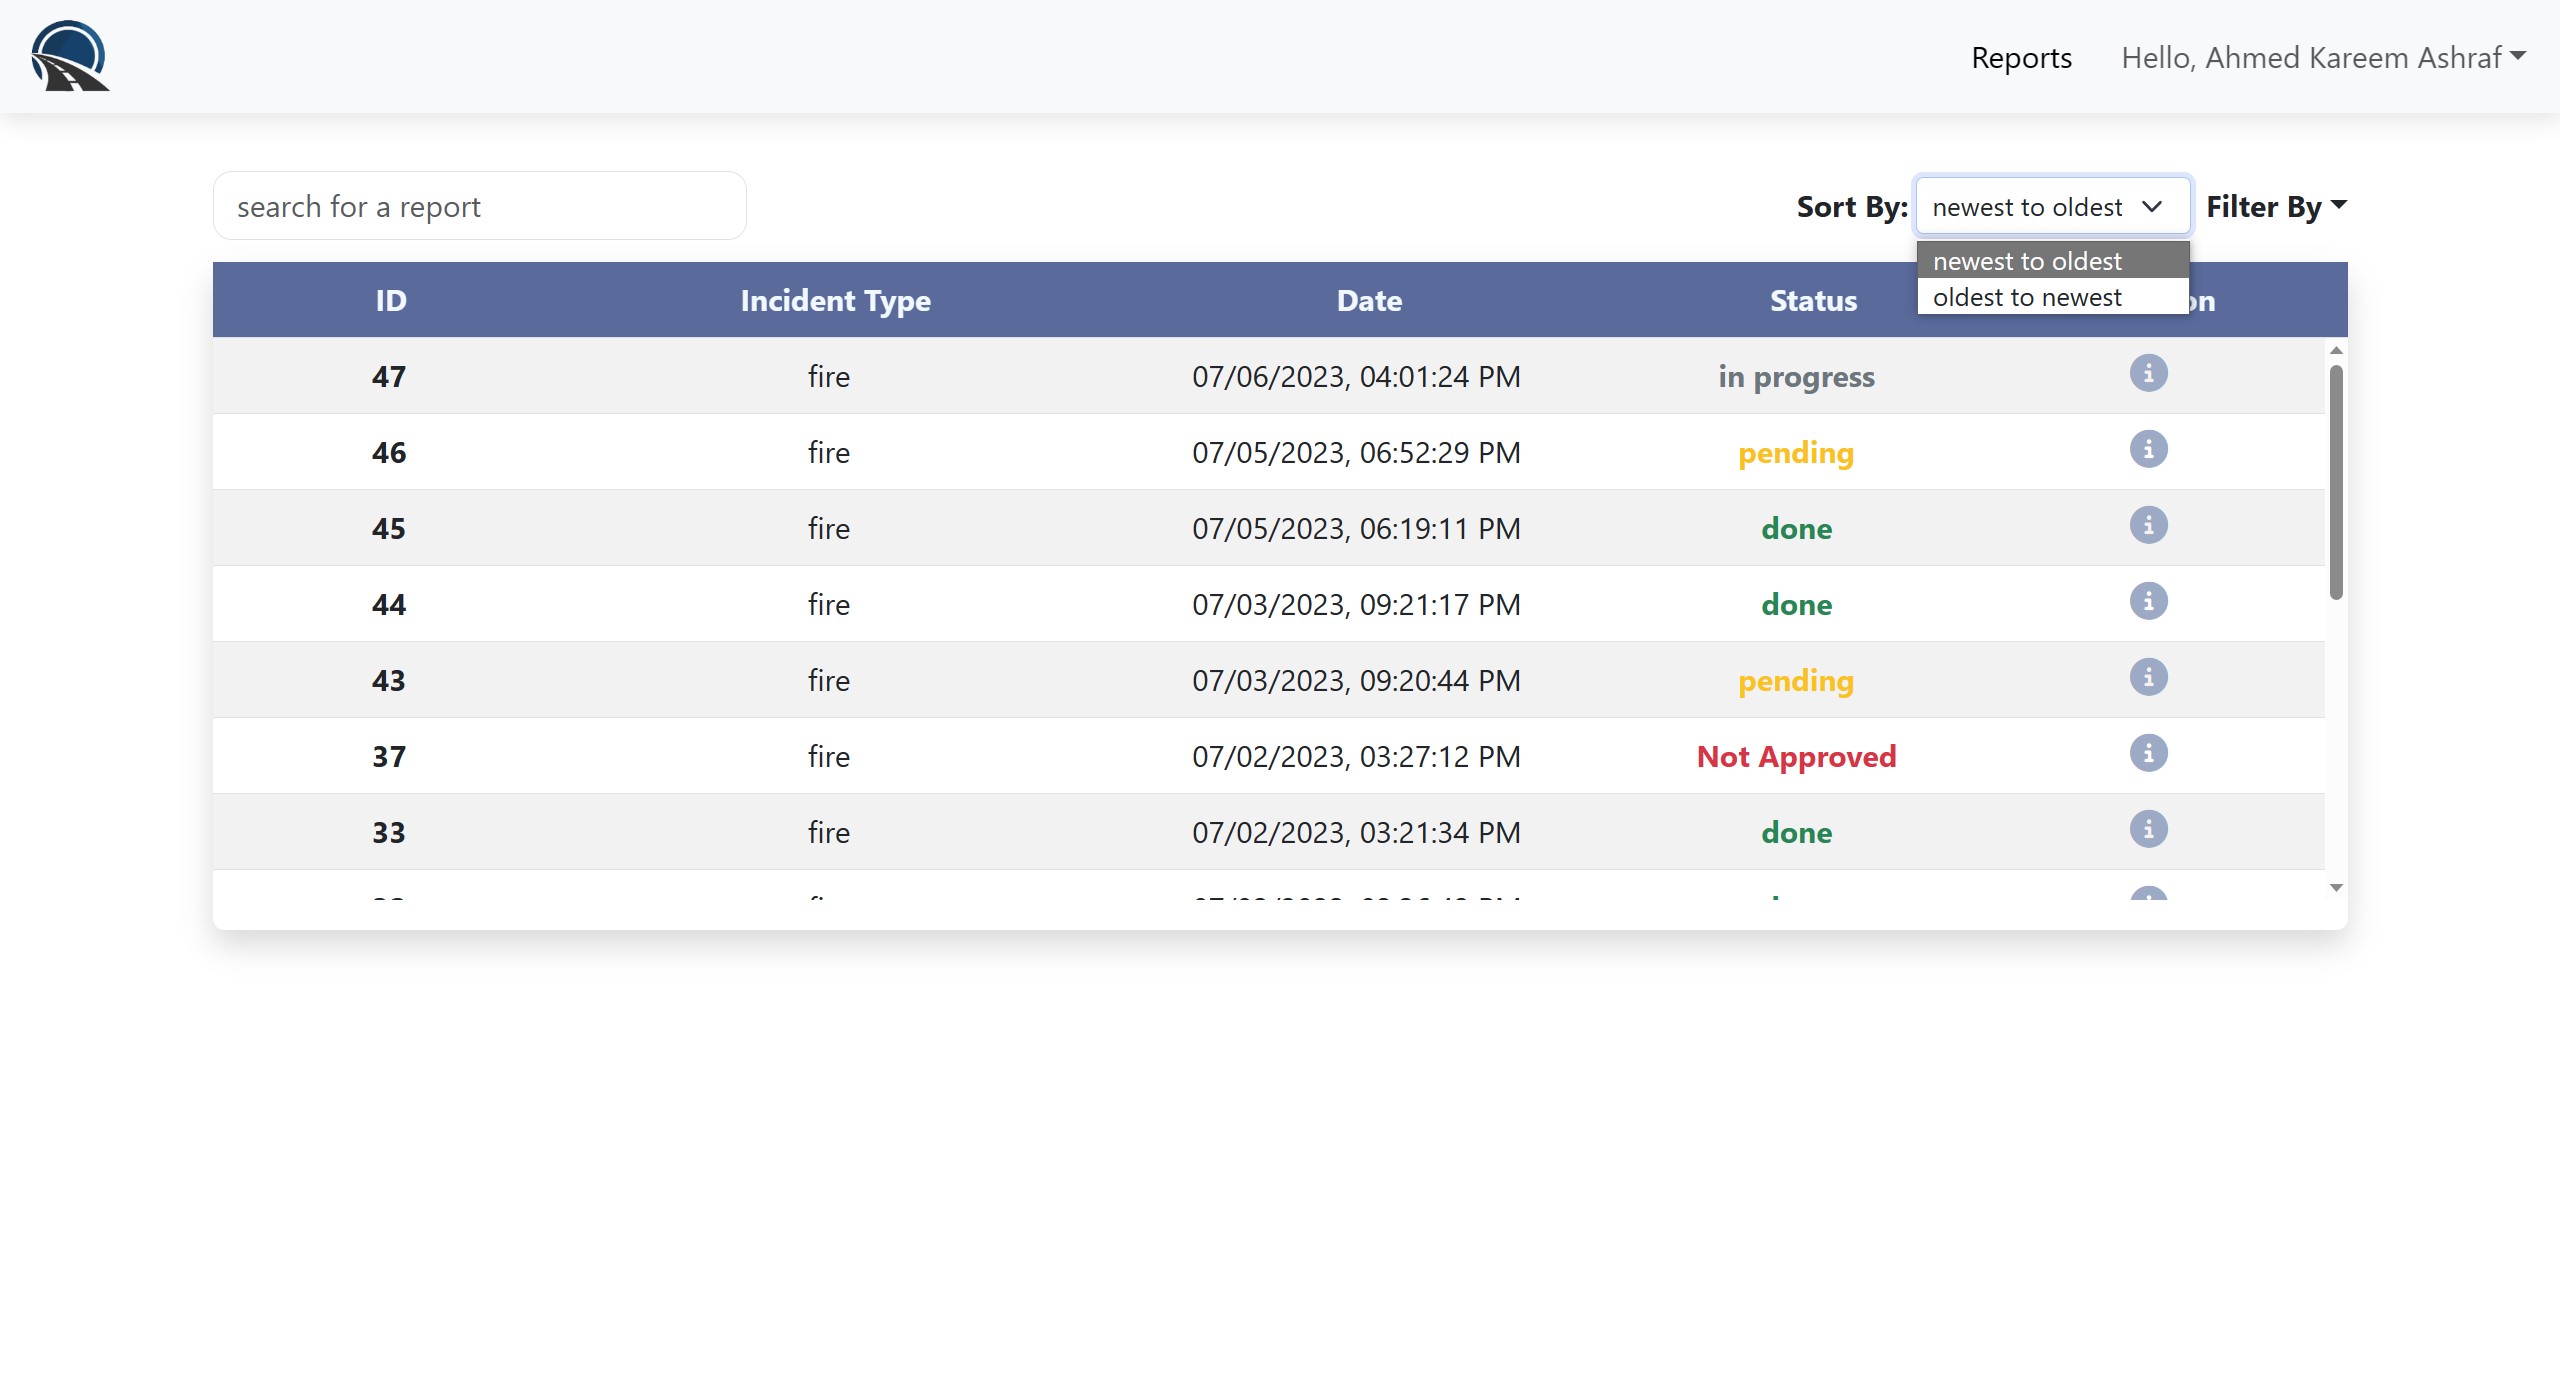 Reports Hello, Ahmed Kareem Ashraf
search for a report Sort By: newest to oldest Filter By
newest to oldest
oldest to newest
ID Incident Type Date Status on
47 fire 07/06/2023, 04:01:24 PM in progress
46 fire 07/05/2023, 06:52:29 PM pending
45 fire 07/05/2023, 06:19:11 PM done
44 fire 07/03/2023, 09:21:17 PM done
43 fire 07/03/2023, 09:20:44 PM pending
37 fire 07/02/2023, 03:27:12 PM Not Approved
33 fire 07/02/2023, 03:21:34 PM done